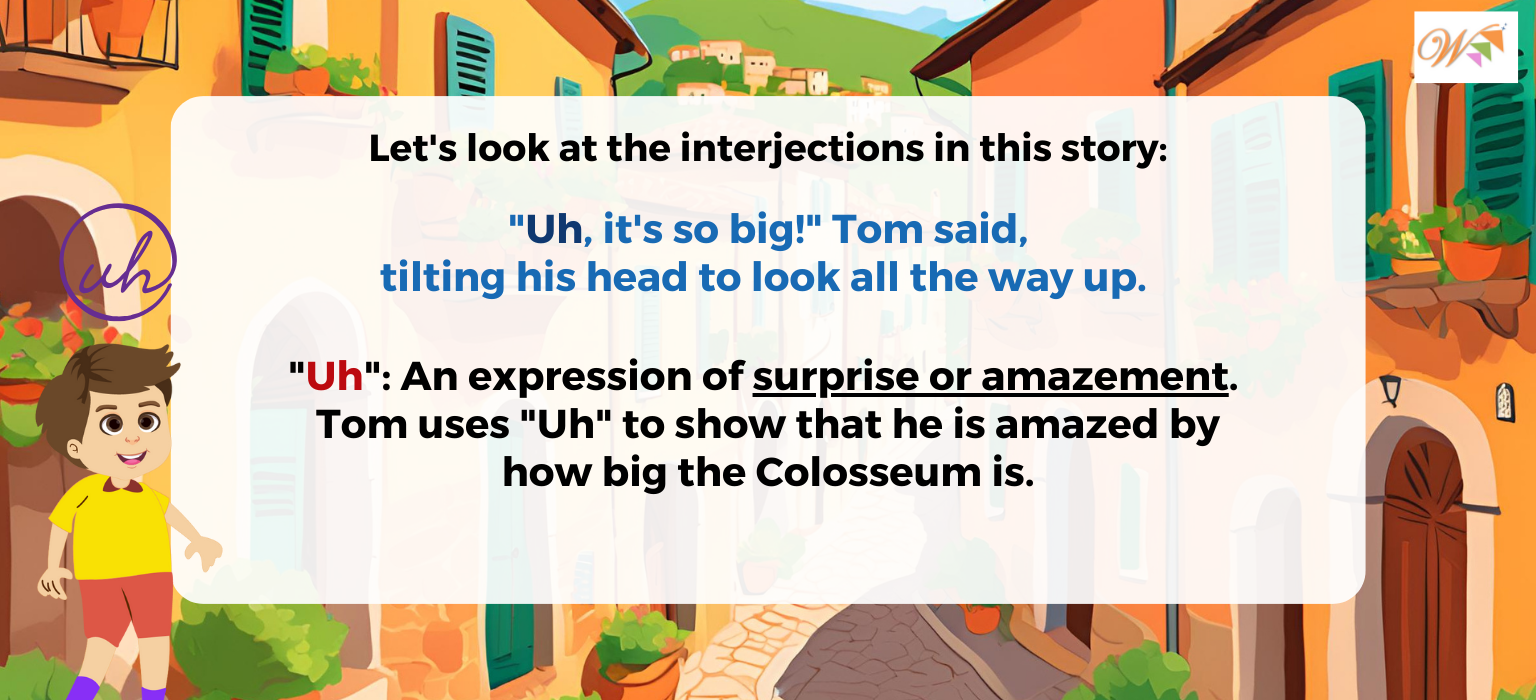 W
Let's look at the interjections in this story:
"Uh, it's so big!" Tom said,
tilting his head to look all the way up.
uh
"Uh": An expression of surprise or amazement.
Tom uses "Uh" to show that he is amazed by
how big the Colosseum is.